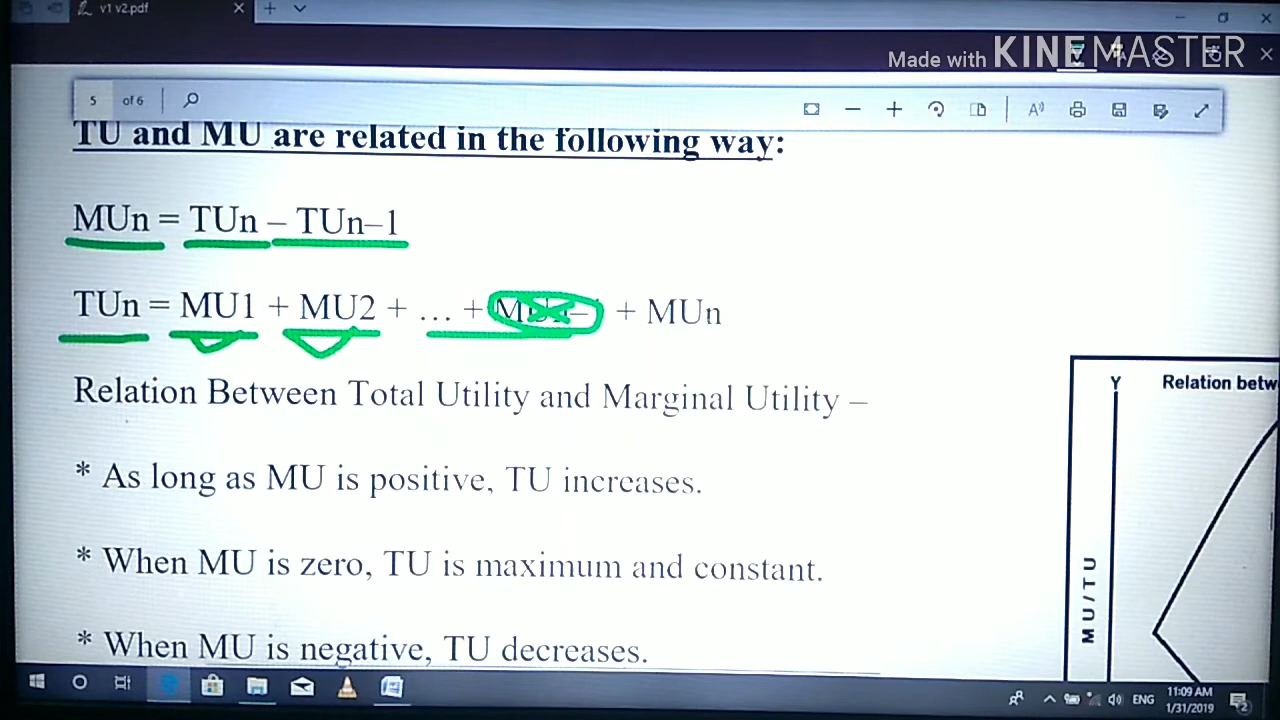 v1 v2.pdf
Made with KINEMASTER
5 of 6
TU and MU are related in the following way:
MUn = TUn – TUn–1
TUn = MU1 + MU2 + … + + MUn
Relation Between Total Utility and Marginal Utility –
Y Relation betw
* As long as MU is positive, TU increases.
* When MU is zero, TU is maximum and constant.
MU/TU
* When MU is negative, TU decreases.
ENG 11:09 AM
1/31/2019
2